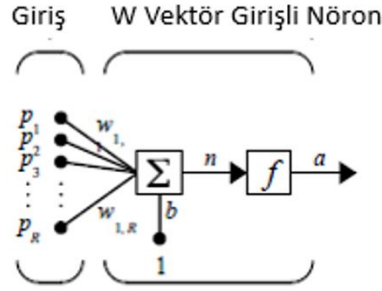 Giriş W Vektör Girişli Nöron
p1 w1,
p2
p3 Σ n f a
pR w1,R b
1